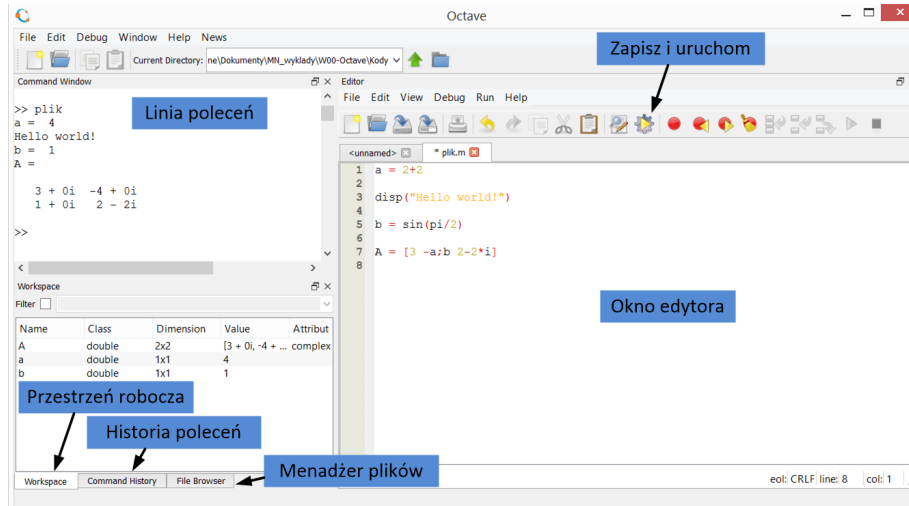 Octave
File Edit Debug Window Help News
Current Directory: ne\Dokumenty\MN_wyklady\W00-Octave\Kody
Zapisz i uruchom
Command Window
>> plik
a =  4
Hello world!
b =  1
A =
3 + 0i  -4 + 0i
1 + 0i   2 - 2i
>>
Linia poleceń
Editor
File Edit View Debug Run Help
<unnamed>
* plik.m
1 a = 2+2
2
3 disp("Hello world!")
4
5 b = sin(pi/2)
6
7 A = [3 -a;b 2-2*i]
8
Okno edytora
Workspace
Filter
Name Class Dimension Value Attribut
A double 2x2 [3 + 0i, -4 + ... complex
a double 1x1 4
b double 1x1 1
Przestrzeń robocza
Historia poleceń
Menadżer plików
Workspace Command History File Browser
eol: CRLF line: 8 col: 1